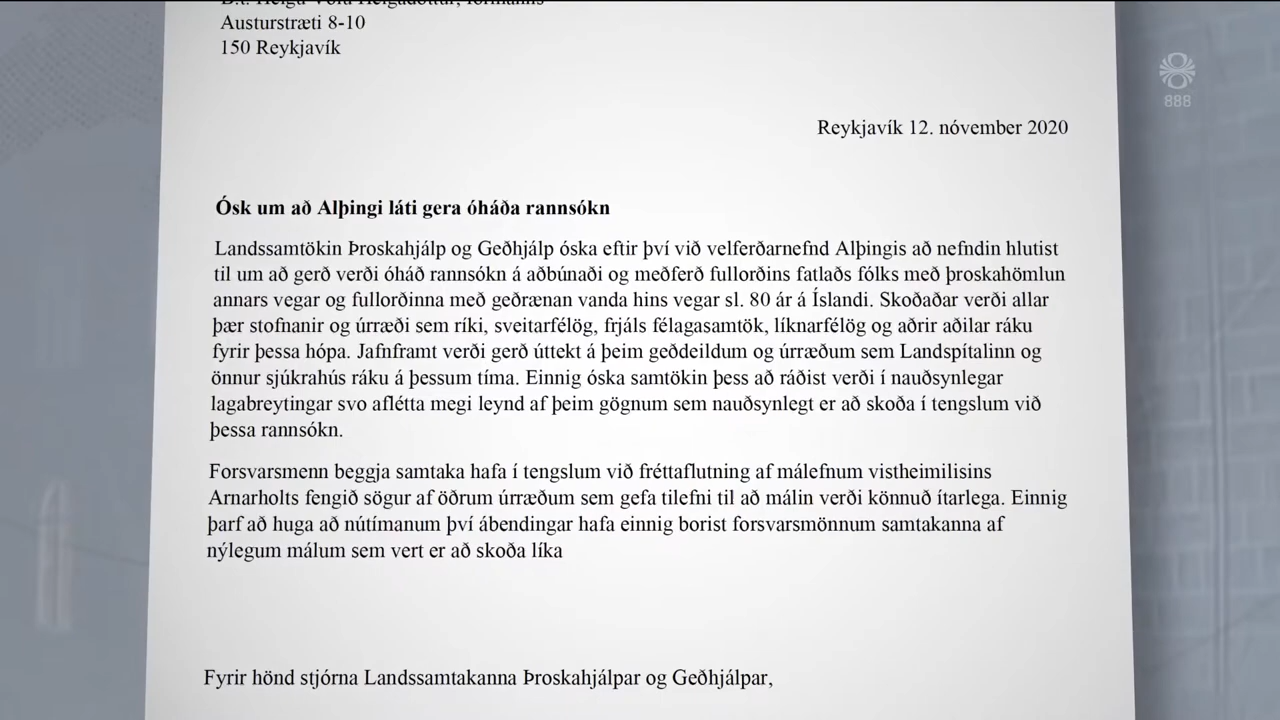 Austurstræti 8-10
150 Reykjavík
888
Reykjavík 12. nóvember 2020
Ósk um að Alþingi láti gera óháða rannsókn
Landssamtökin Þroskahjálp og Geðhjálp óska eftir því við velferðarnefnd Alþingis að nefndin hlutist
til um að gerð verði óháð rannsókn á aðbúnaði og meðferð fullorðins fatlaðs fólks með þroskahömlun
annars vegar og fullorðinna með geðrænan vanda hins vegar sl. 80 ár á Íslandi. Skoðaðar verði allar
þær stofnanir og úrræði sem ríki, sveitarfélög, frjáls félagasamtök, líknarfélög og aðrir aðilar ráku
fyrir þessa hópa. Jafnframt verði gerð úttekt á þeim geðdeildum og úrræðum sem Landspítalinn og
önnur sjúkrahús ráku á þessum tíma. Einnig óska samtökin þess að ráðist verði í nauðsynlegar
lagabreytingar svo aflétta megi leynd af þeim gögnum sem nauðsynlegt er að skoða í tengslum við
þessa rannsókn.
Forsvarsmenn beggja samtaka hafa í tengslum við fréttaflutning af málefnum vistheimilisins
Arnarholts fengið sögur af öðrum úrræðum sem gefa tilefni til að málin verði könnuð ítarlega. Einnig
þarf að huga að nútímanum því ábendingar hafa einnig borist forsvarsmönnum samtakanna af
nýlegum málum sem vert er að skoða líka
Fyrir hönd stjórna Landssamtakanna Þroskahjálpar og Geðhjálpar,